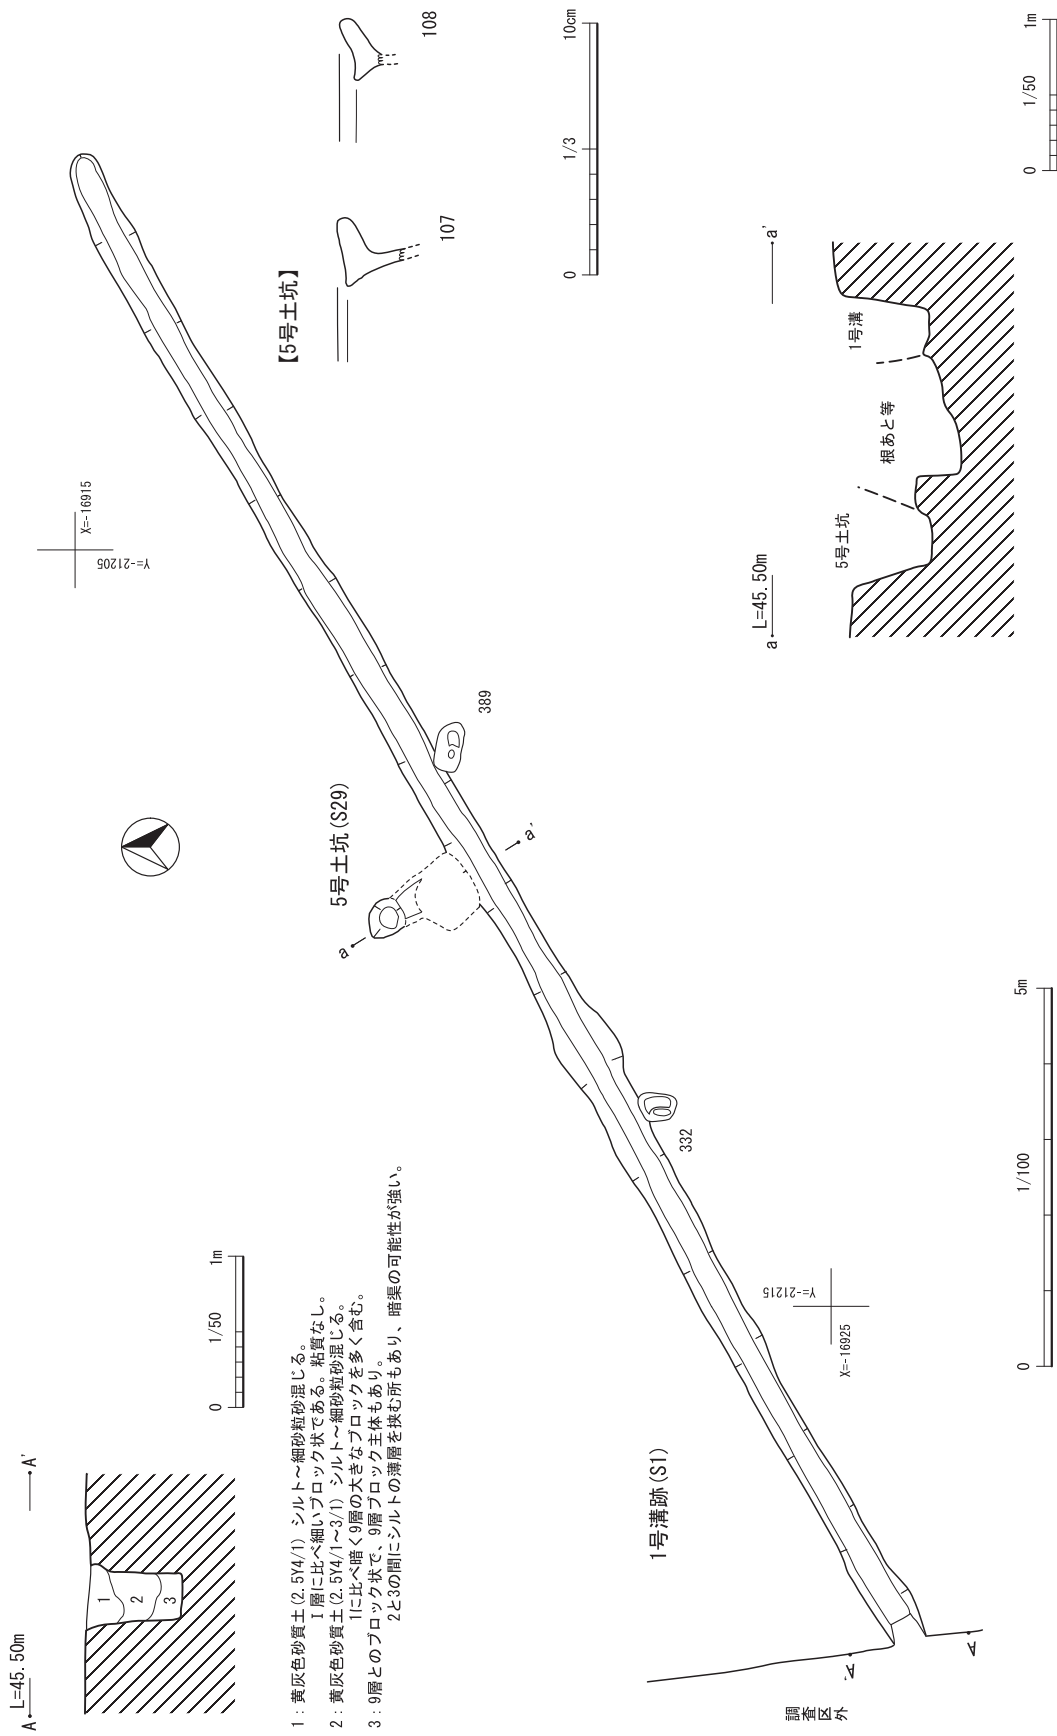 A L=45.50m A'
1
2
3
0 1/50 1m
1：黄灰色砂質土(2.5Y4/1) シルト～細砂粒砂混じる。
Ⅰ層に比べ細いブロック状である。粘質なし。
2：黄灰色砂質土(2.5Y4/1～3/1) シルト～細砂粒砂混じる。
1に比べ暗く9層の大きなブロックを多く含む。
3：9層とのブロック状で、9層ブロック主体もあり。
2と3の間にシルトの薄層を挟む所もあり、暗渠の可能性が強い。
X=-16915
Y=-21205
5号土坑(S29)
a
a'
389
332
1号溝跡(S1)
Y=-21215
X=-16925
調査区外
A'
A
【5号土坑】
107
108
0 1/3 10cm
a L=45.50m a'
5号土坑
根あと等
1号溝
0 1/100 5m
0 1/50 1m